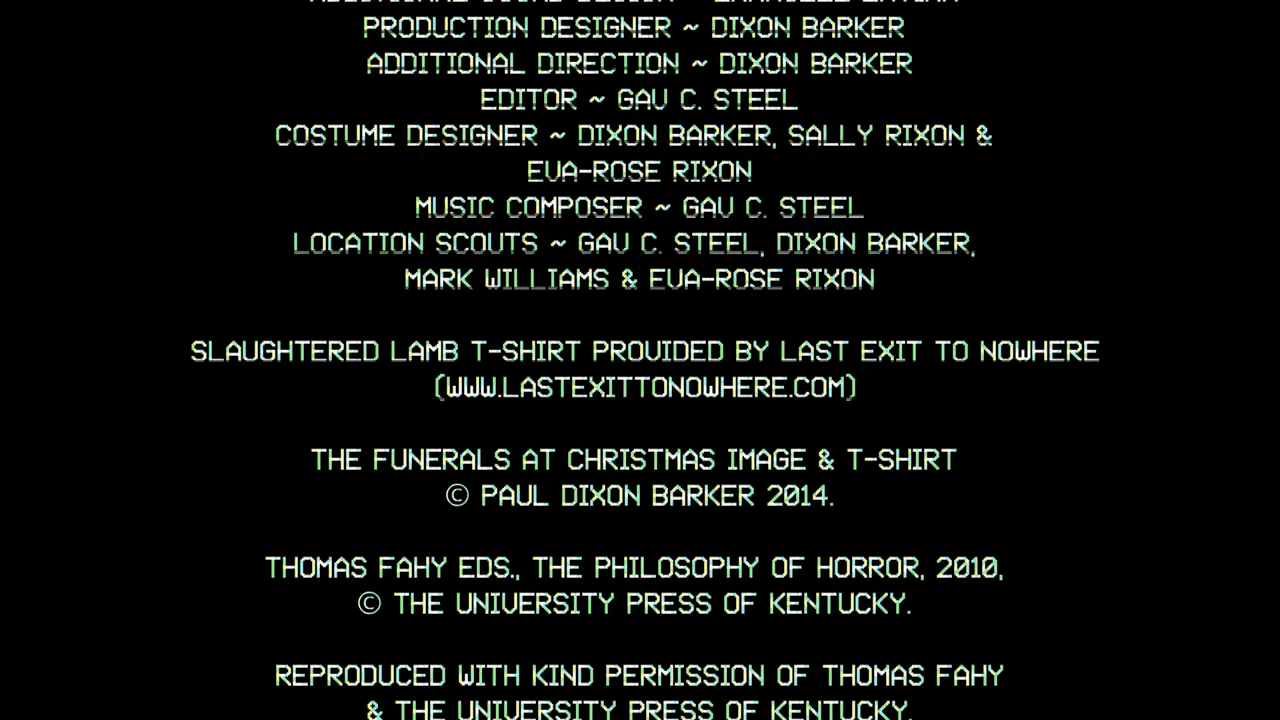 PRODUCTION DESIGNER ~ DIXON BARKER
ADDITIONAL DIRECTION ~ DIXON BARKER
EDITOR ~ GAV C. STEEL
COSTUME DESIGNER ~ DIXON BARKER, SALLY RIXON &
EVA-ROSE RIXON
MUSIC COMPOSER ~ GAV C. STEEL
LOCATION SCOUTS ~ GAV C. STEEL, DIXON BARKER,
MARK WILLIAMS & EVA-ROSE RIXON
SLAUGHTERED LAMB T-SHIRT PROVIDED BY LAST EXIT TO NOWHERE
(WWW.LASTEXITTONOWHERE.COM)
THE FUNERALS AT CHRISTMAS IMAGE & T-SHIRT
© PAUL DIXON BARKER 2014.
THOMAS FAHY EDS., THE PHILOSOPHY OF HORROR, 2010,
© THE UNIVERSITY PRESS OF KENTUCKY.
REPRODUCED WITH KIND PERMISSION OF THOMAS FAHY
& THE UNIVERSITY PRESS OF KENTUCKY.